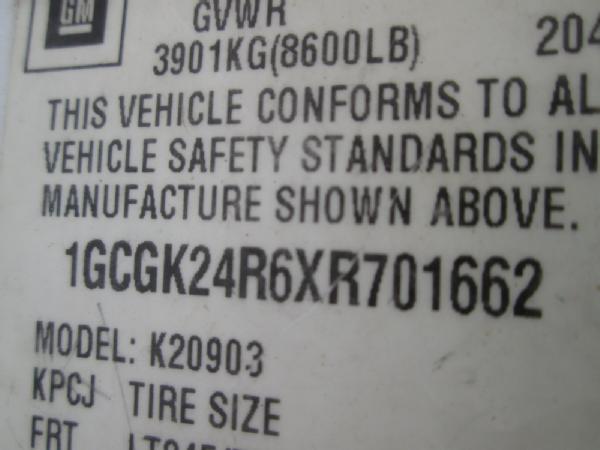 GM
GVWR
3901KG(8600LB) 204
THIS VEHICLE CONFORMS TO AL
VEHICLE SAFETY STANDARDS IN
MANUFACTURE SHOWN ABOVE.
1GCGK24R6XR701662
MODEL: K20903
KPCJ TIRE SIZE
FRT